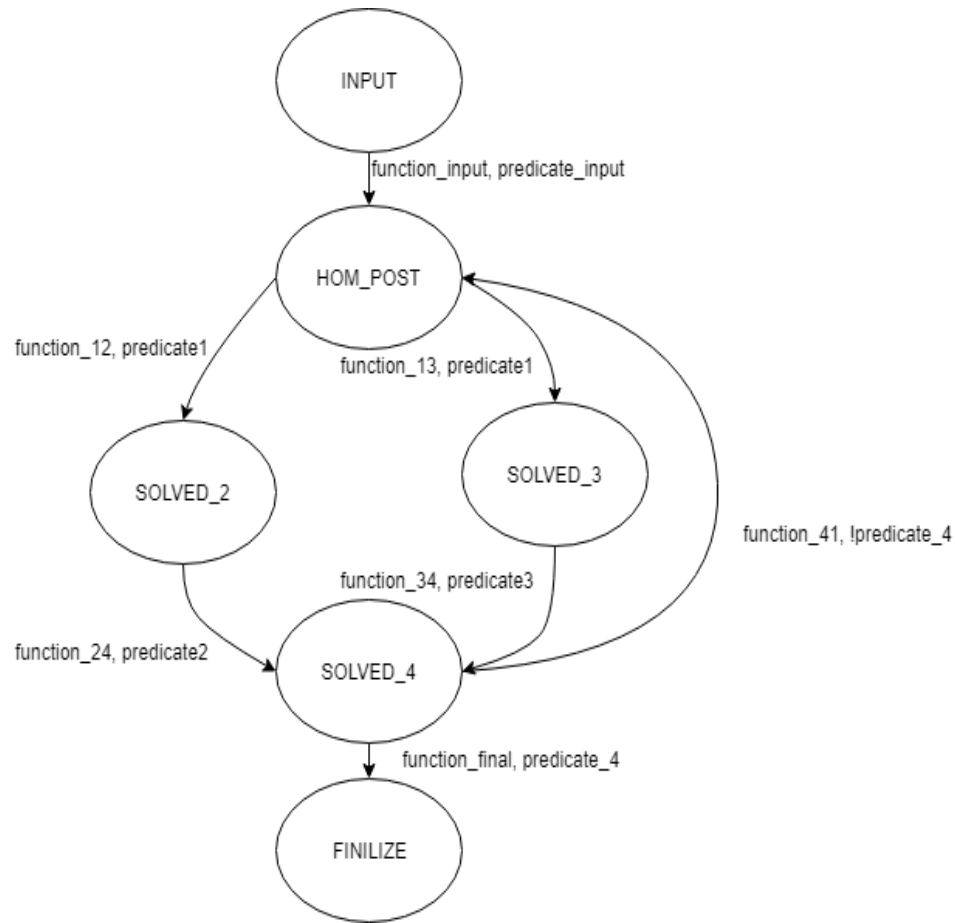 INPUT
function_input, predicate_input
HOM_POST
function_12, predicate1
function_13, predicate1
SOLVED_2
SOLVED_3
function_41, !predicate_4
function_34, predicate3
function_24, predicate2
SOLVED_4
function_final, predicate_4
FINILIZE